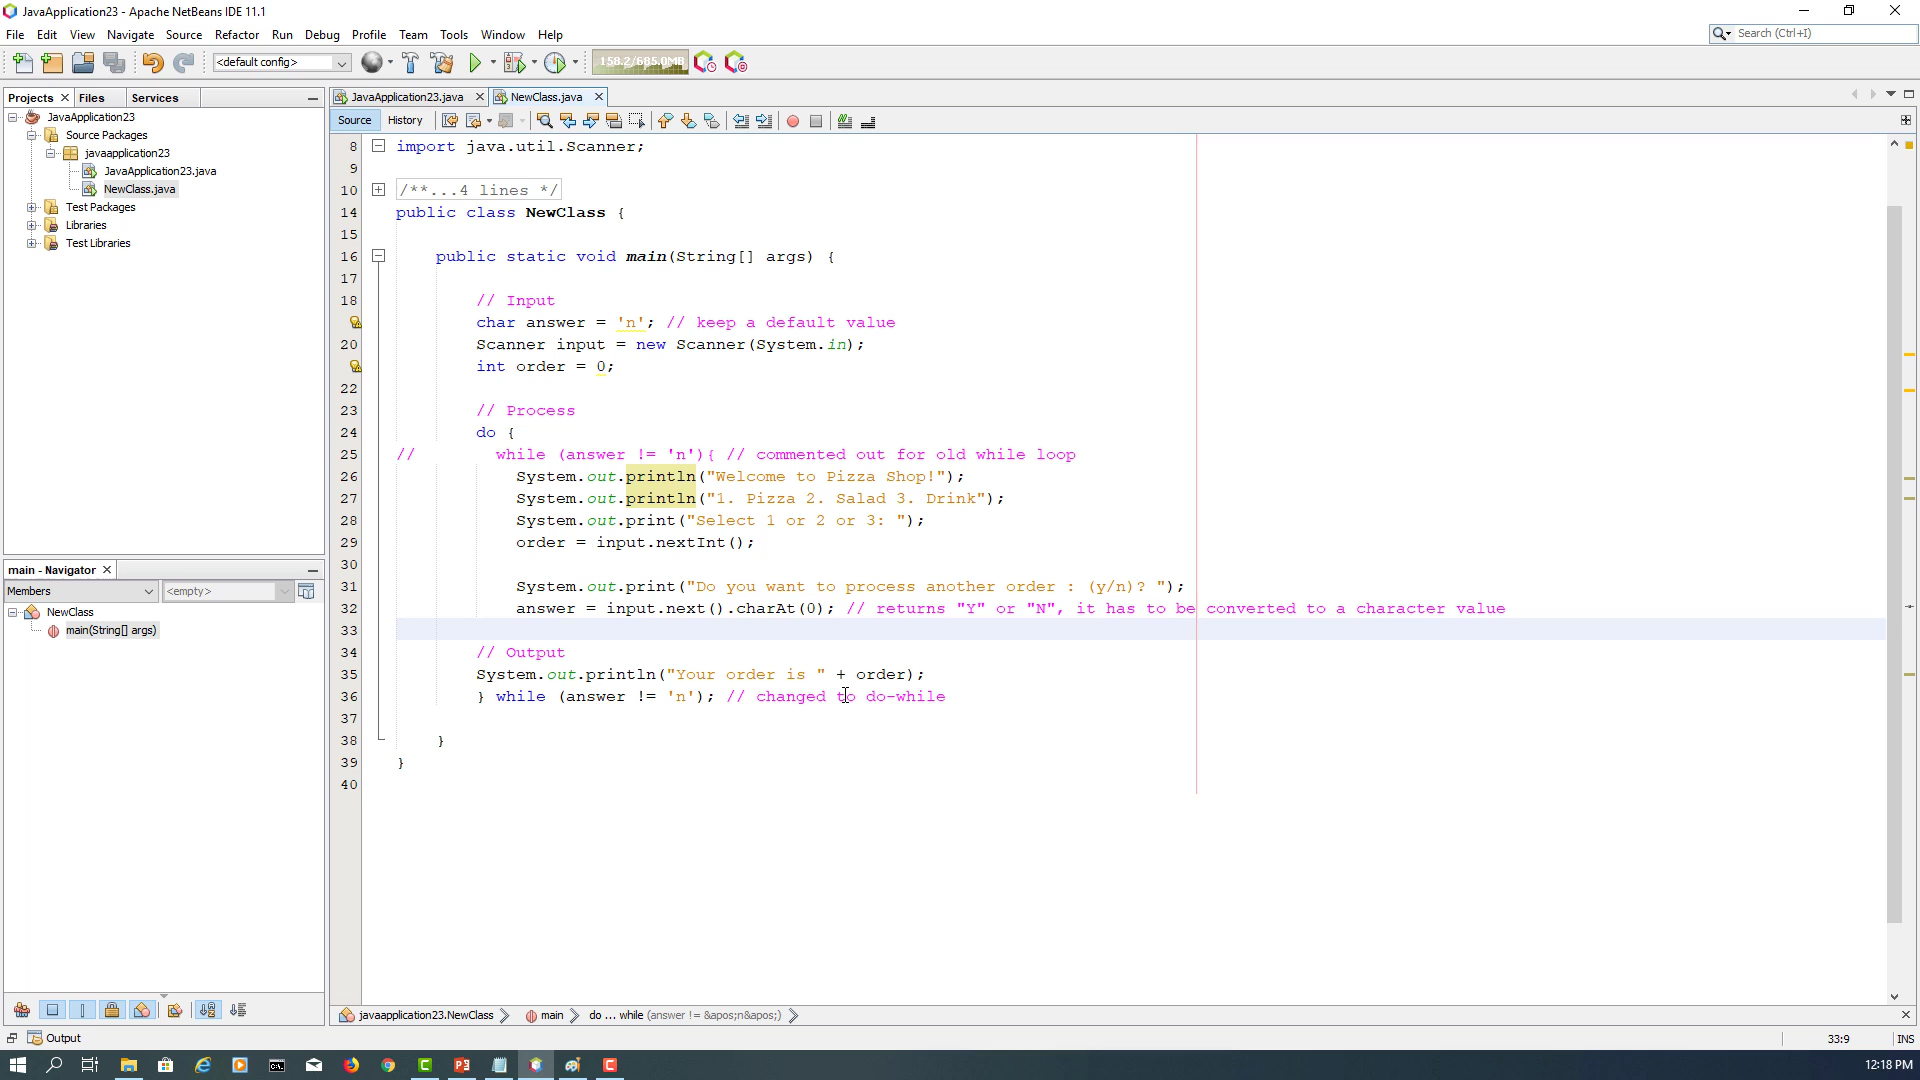 JavaApplication23 - Apache NetBeans IDE 11.1
File Edit View Navigate Source Refactor Run Debug Profile Team Tools Window Help
Search (Ctrl+I)
<default config>
158.2/685.0MB
Projects Files Services
JavaApplication23
Source Packages
javaapplication23
JavaApplication23.java
NewClass.java
Test Packages
Libraries
Test Libraries
main - Navigator
Members <empty>
NewClass
main(String[] args)
JavaApplication23.java NewClass.java
Source History
8 import java.util.Scanner;
9
10 /**...4 lines */
14 public class NewClass {
15
16 public static void main(String[] args) {
17
18 // Input
char answer = 'n'; // keep a default value
20 Scanner input = new Scanner(System.in);
int order = 0;
22
23 // Process
24 do {
25 // while (answer != 'n'){ // commented out for old while loop
26 System.out.println("Welcome to Pizza Shop!");
27 System.out.println("1. Pizza 2. Salad 3. Drink");
28 System.out.print("Select 1 or 2 or 3: ");
29 order = input.nextInt();
30
31 System.out.print("Do you want to process another order : (y/n)? ");
32 answer = input.next().charAt(0); // returns "Y" or "N", it has to be converted to a character value
33
34 // Output
35 System.out.println("Your order is " + order);
36 } while (answer != 'n'); // changed to do-while
37
38 }
39 }
40
javaapplication23.NewClass main do ... while (answer != &apos;n&apos;)
Output
33:9 INS
12:18 PM